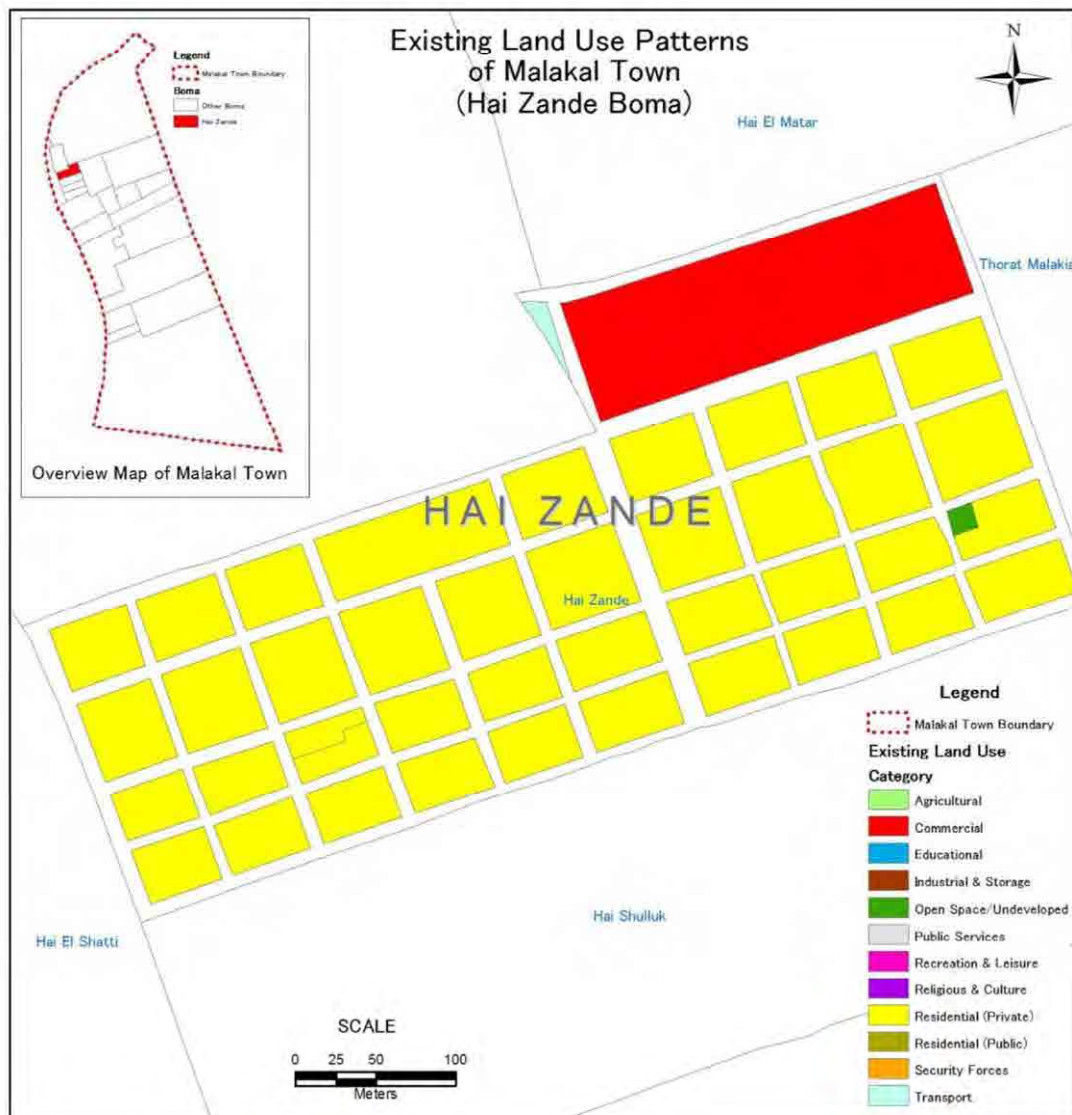 Existing Land Use Patterns
of Malakal Town
(Hai Zande Boma)
N
Legend
Malakal Town Boundary
Boma
Other Boma
Hai Zande
Overview Map of Malakal Town
Hai El Matar
Thorat Malakia
HAI ZANDE
Hai Zande
Hai Shulluk
Hai El Shatti
SCALE
0 25 50 100
Meters
Legend
Malakal Town Boundary
Existing Land Use
Category
Agricultural
Commercial
Educational
Industrial & Storage
Open Space/Undeveloped
Public Services
Recreation & Leisure
Religious & Culture
Residential (Private)
Residential (Public)
Security Forces
Transport